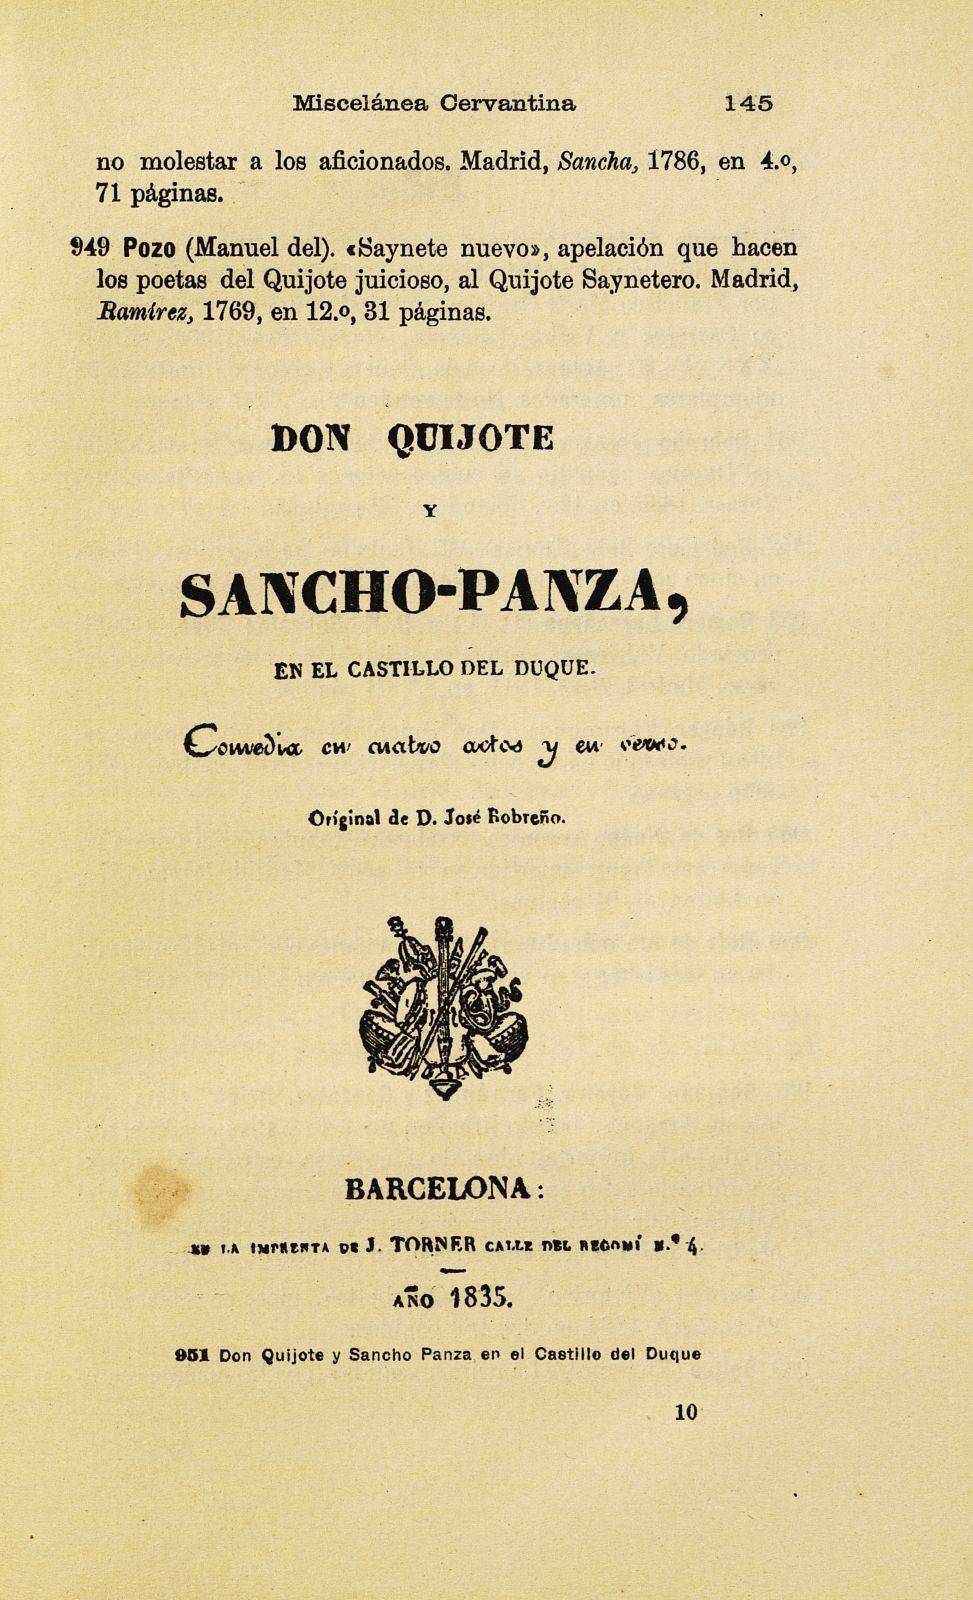 Miscelánea Cervantina 145
no molestar a los aficionados. Madrid, Sancha, 1786, en 4.º,
71 páginas.
949 Pozo (Manuel del). «Saynete nuevo», apelación que hacen
los poetas del Quijote juicioso, al Quijote Saynetero. Madrid,
Ramírez, 1769, en 12.º, 31 páginas.
DON QUIJOTE
Y
SANCHO-PANZA,
EN EL CASTILLO DEL DUQUE.
Comedia en cuatro actos y en verso.
Original de D. José Robreño.
BARCELONA:
EN LA IMPRENTA DE J. TORNER CALLE DEL REGOMÍ N.º 4.
AÑO 1835.
951 Don Quijote y Sancho Panza en el Castillo del Duque
10